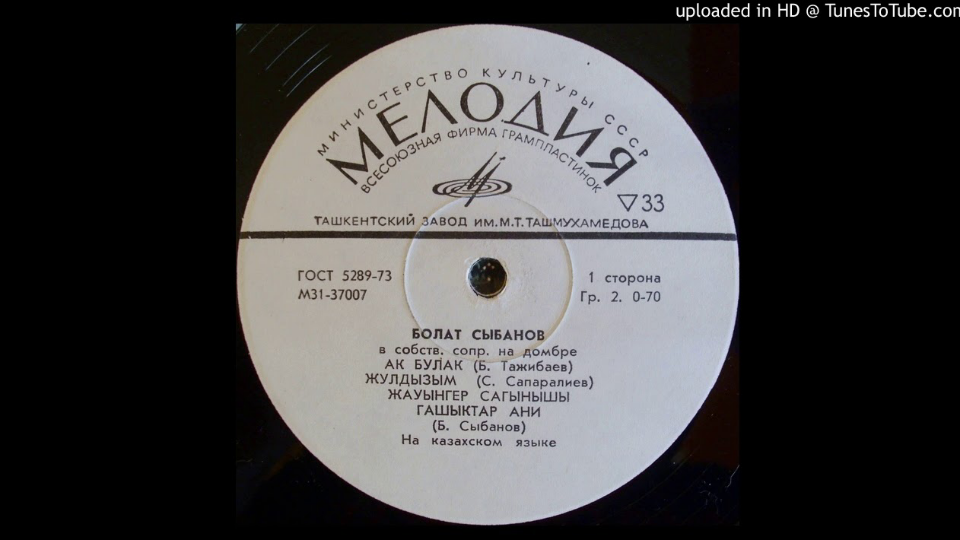 uploaded in HD @ TunesToTube.com
МИНИСТЕРСТВО КУЛЬТУРЫ СССР
МЕЛОДИЯ
ВСЕСОЮЗНАЯ ФИРМА ГРАМПЛАСТИНОК
33
ТАШКЕНТСКИЙ ЗАВОД ИМ.М.Т.ТАШМУХАМЕДОВА
ГОСТ 5289-73 1 сторона
М31-37007 Гр. 2. 0-70
БОЛАТ СЫБАНОВ
в собств. сопр. на домбре
АК БУЛАК (Б. Тажибаев)
ЖУЛДЫЗЫМ (С. Сапаралиев)
ЖАУЫНГЕР САГЫНЫШЫ
ГАШЫКТАР АНИ
(Б. Сыбанов)
На казахском языке